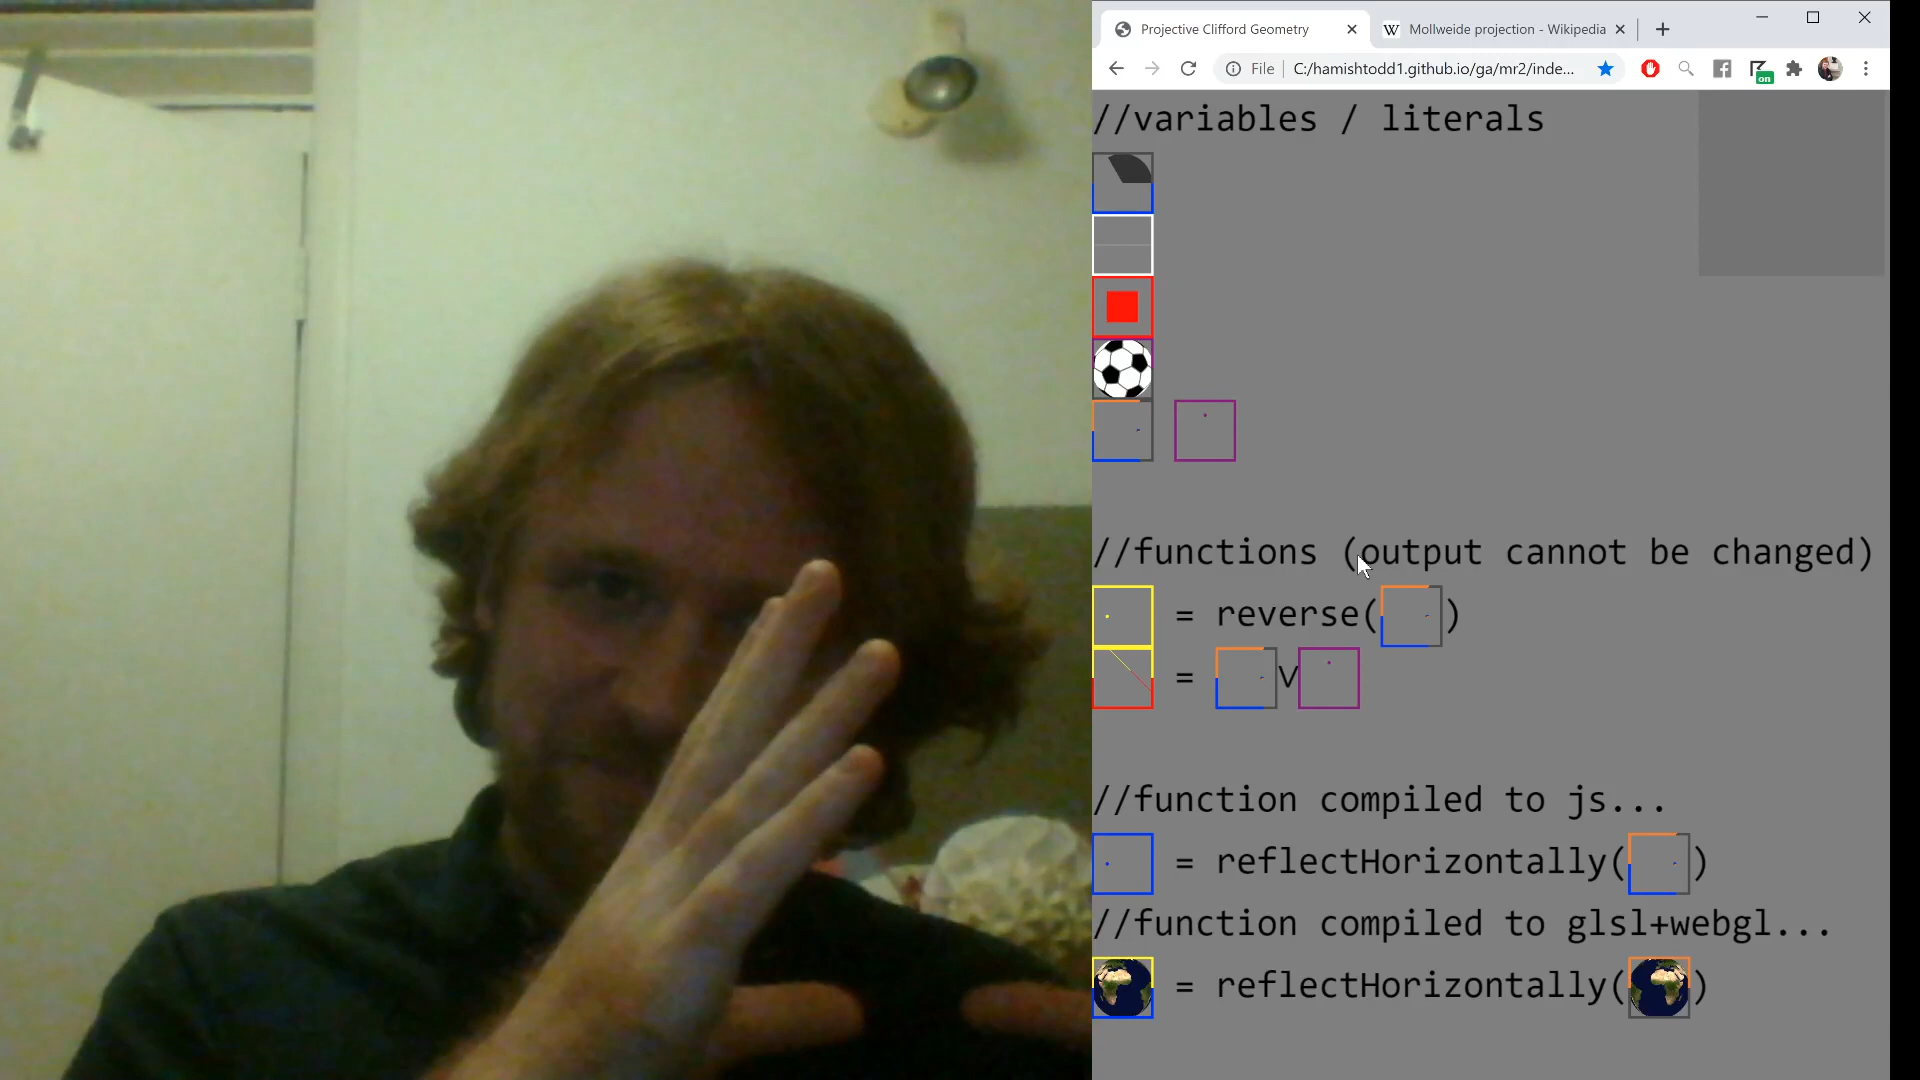 Projective Clifford Geometry
Mollweide projection - Wikipedia
File
C:/hamishtodd1.github.io/ga/mr2/inde...
on
//variables / literals
//functions (output cannot be changed)
= reverse( )
= V
//function compiled to js...
= reflectHorizontally( )
//function compiled to glsl+webgl...
= reflectHorizontally( )